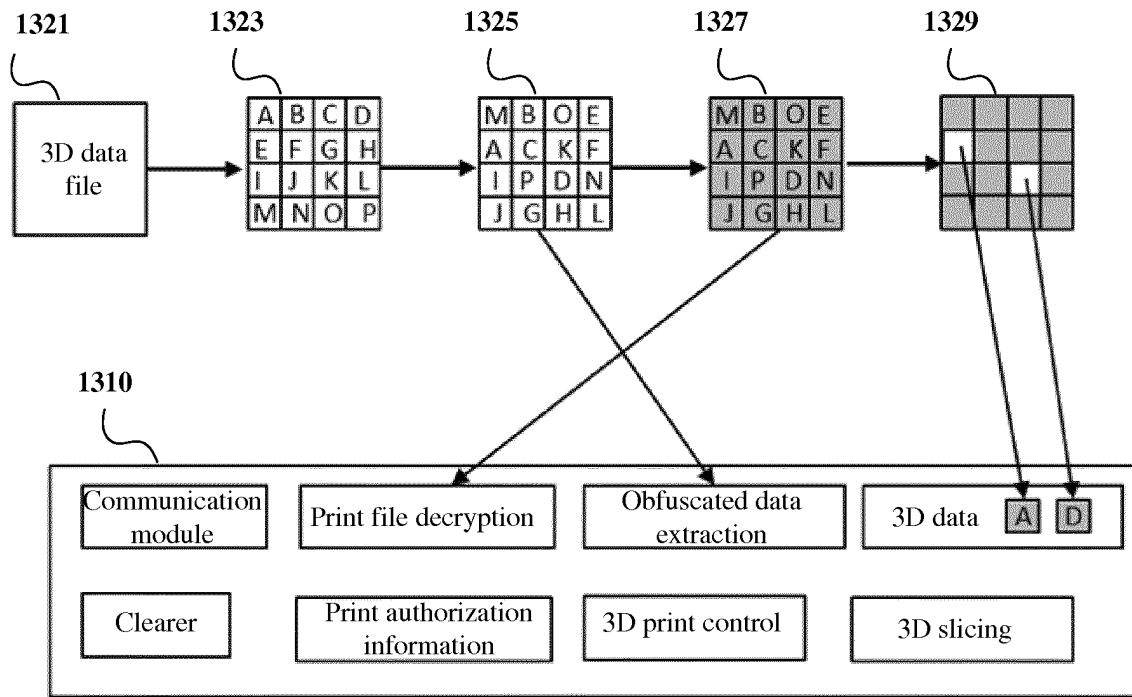 1321
1323
1325
1327
1329
3D data
file
A B C D
E F G H
I J K L
M N O P
M B O E
A C K F
I P D N
J G H L
M B O E
A C K F
I P D N
J G H L
1310
Communication
module
Print file decryption
Obfuscated data
extraction
3D data A D
Clearer
Print authorization
information
3D print control
3D slicing